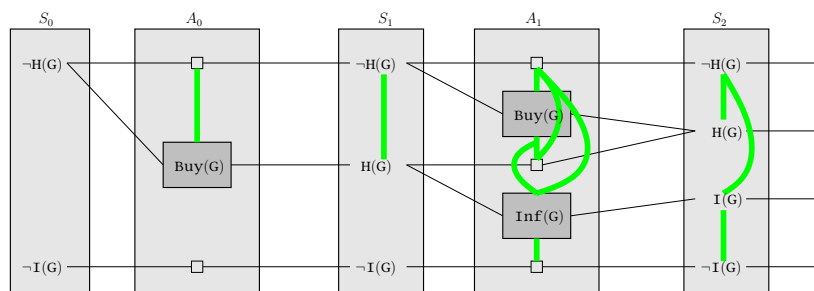 S₀ A₀ S₁ A₁ S₂
¬H(G) ¬H(G) ¬H(G)
Buy(G)
H(G)
Buy(G) H(G)
I(G)
Inf(G)
¬I(G) ¬I(G) ¬I(G)